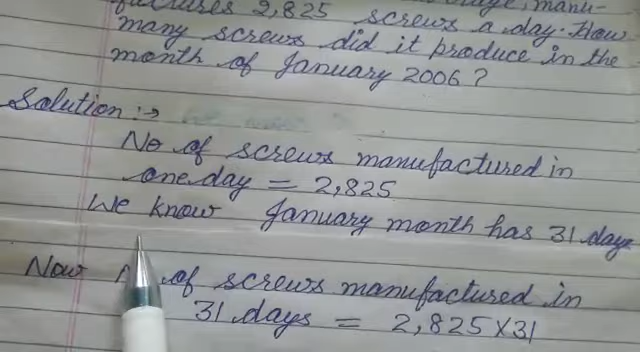 2,825 screws a day. How
many screws did it produce in the
month of January 2006?
Solution :→
No of screws manufactured in
one day = 2,825
We know January month has 31 days
Now of screws manufactured in
31 days = 2,825 X 31